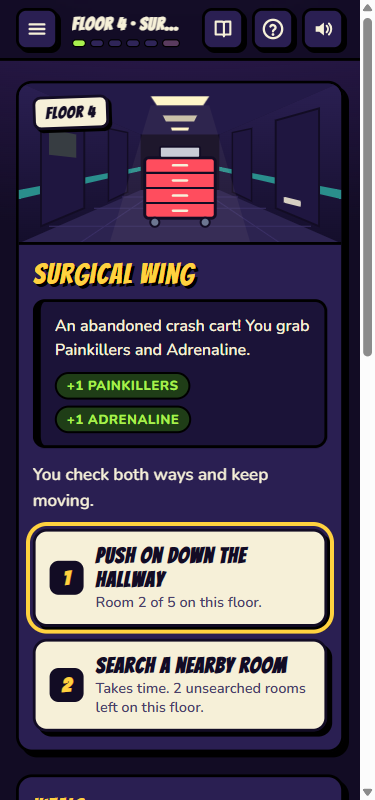 FLOOR 4 · SUR...
FLOOR 4
SURGICAL WING
An abandoned crash cart! You grab
Painkillers and Adrenaline.
+1 PAINKILLERS
+1 ADRENALINE
You check both ways and keep
moving.
1
PUSH ON DOWN THE
HALLWAY
Room 2 of 5 on this floor.
2
SEARCH A NEARBY ROOM
Takes time. 2 unsearched rooms
left on this floor.